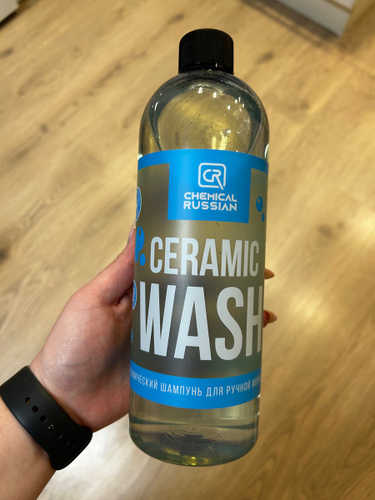 CR
CHEMICAL
RUSSIAN
CERAMIC
WASH
ШАМПУНЬ ДЛЯ РУЧНОЙ